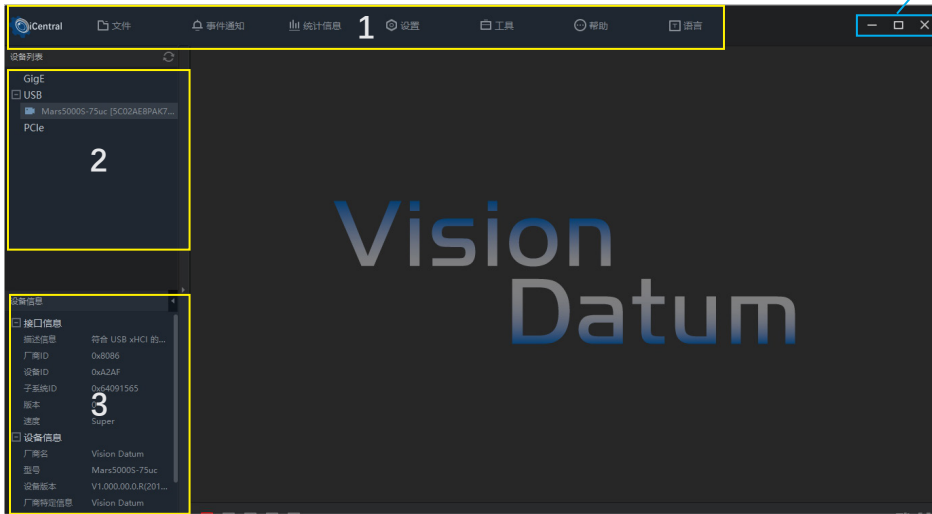 iCentral 文件 事件通知 统计信息 1 设置 工具 帮助 语言
设备列表
GigE
USB
Mars5000S-75uc [5C02AE8PAK7...
PCIe
2
Vision
Datum
设备信息
接口信息
描述信息 符合 USB xHCI 的...
厂商ID 0x8086
设备ID 0xA2AF
子系统ID 0x64091565
版本
3
速度 Super
设备信息
厂商名 Vision Datum
型号 Mars5000S-75uc
设备版本 V1.000.00.0.R(201...
厂商特定信息 Vision Datum